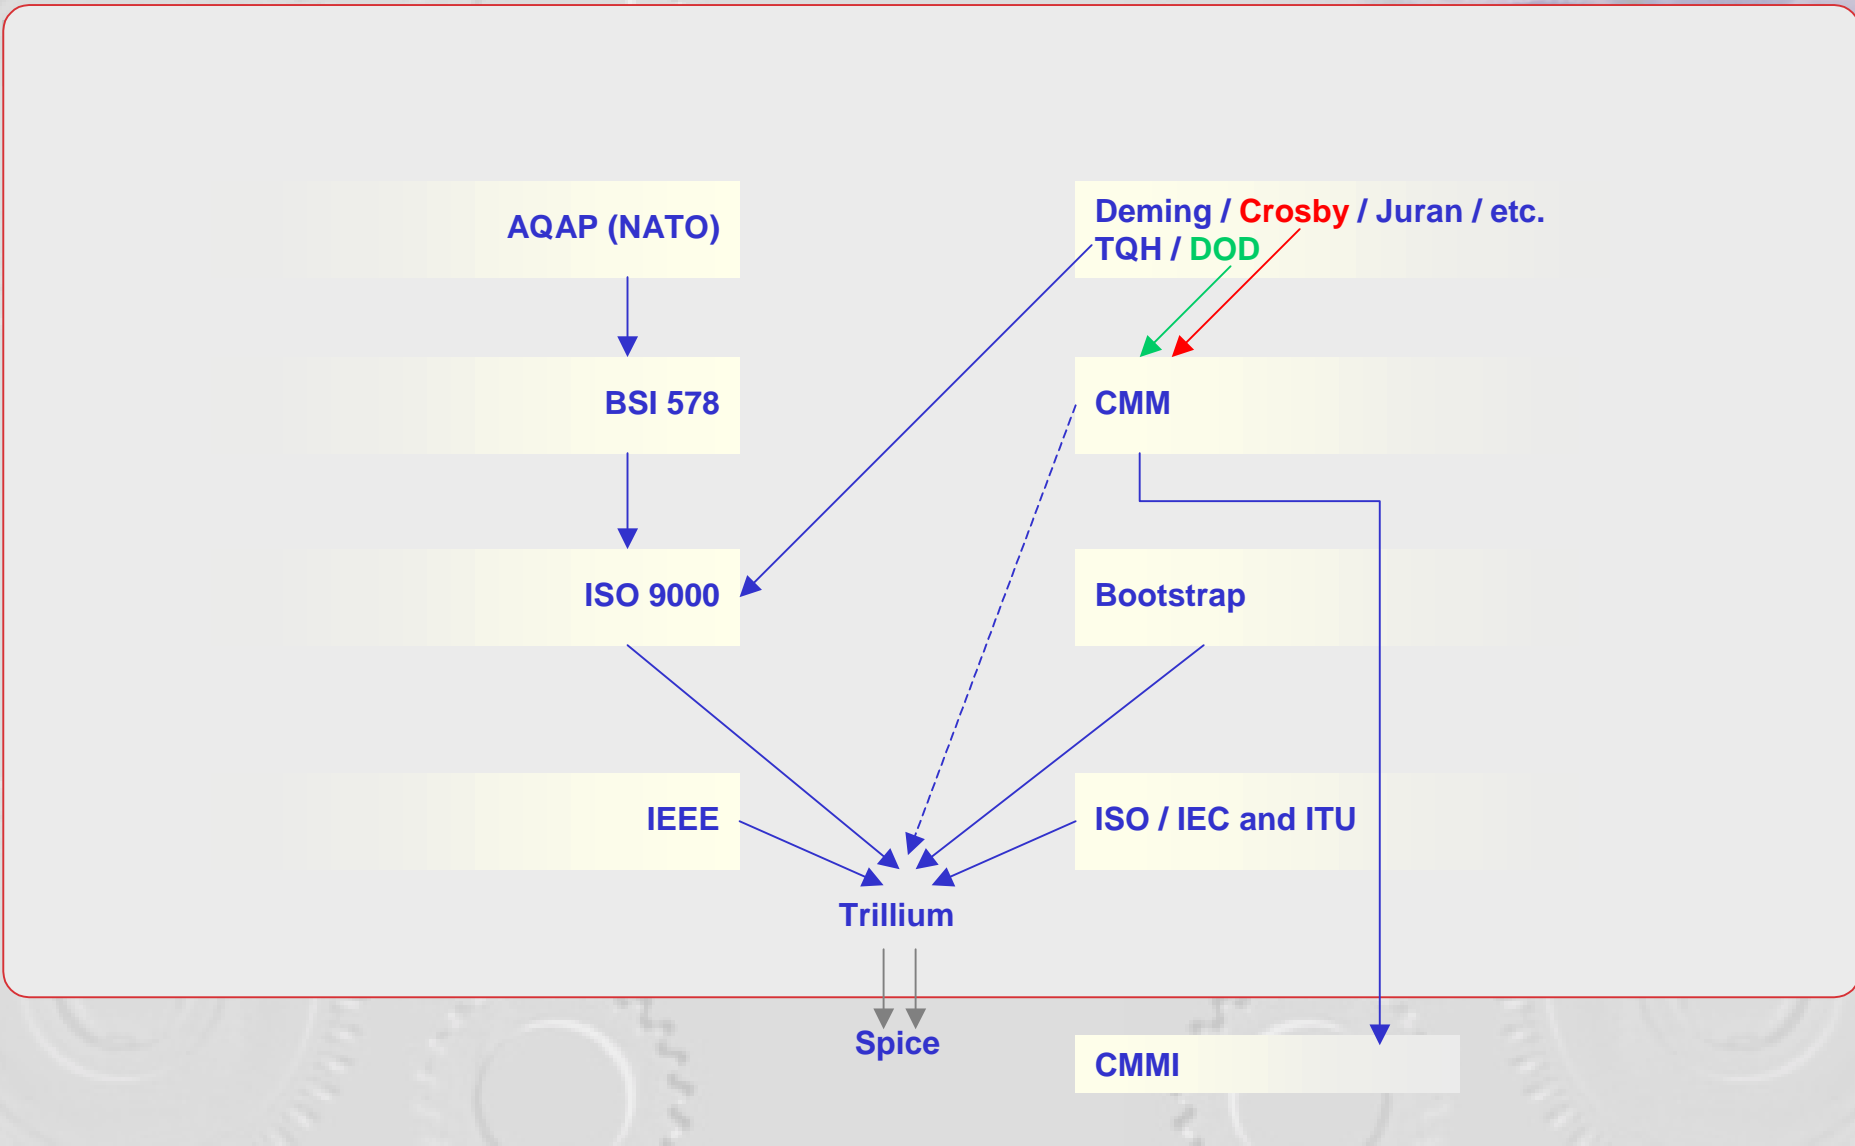 AQAP (NATO)
Deming / Crosby / Juran / etc.
TQH / DOD
BSI 578
CMM
ISO 9000
Bootstrap
IEEE
ISO / IEC and ITU
Trillium
Spice
CMMI